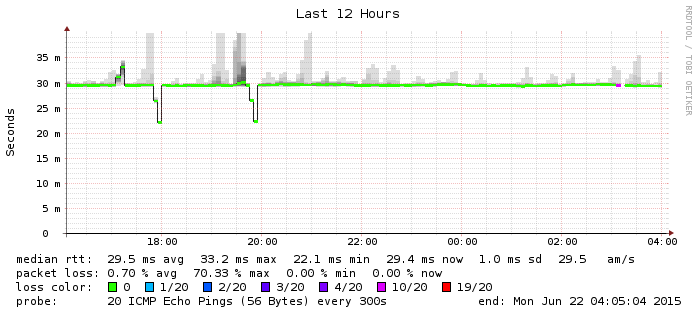 Last 12 Hours
RRDTOOL / TOBI OETIKER
Seconds
35 m
30 m
25 m
20 m
15 m
10 m
5 m
0
18:00 20:00 22:00 00:00 02:00 04:00
median rtt: 29.5 ms avg 33.2 ms max 22.1 ms min 29.4 ms now 1.0 ms sd 29.5 am/s
packet loss: 0.70 % avg 70.33 % max 0.00 % min 0.00 % now
loss color: 0 1/20 2/20 3/20 4/20 10/20 19/20
probe: 20 ICMP Echo Pings (56 Bytes) every 300s end: Mon Jun 22 04:05:04 2015